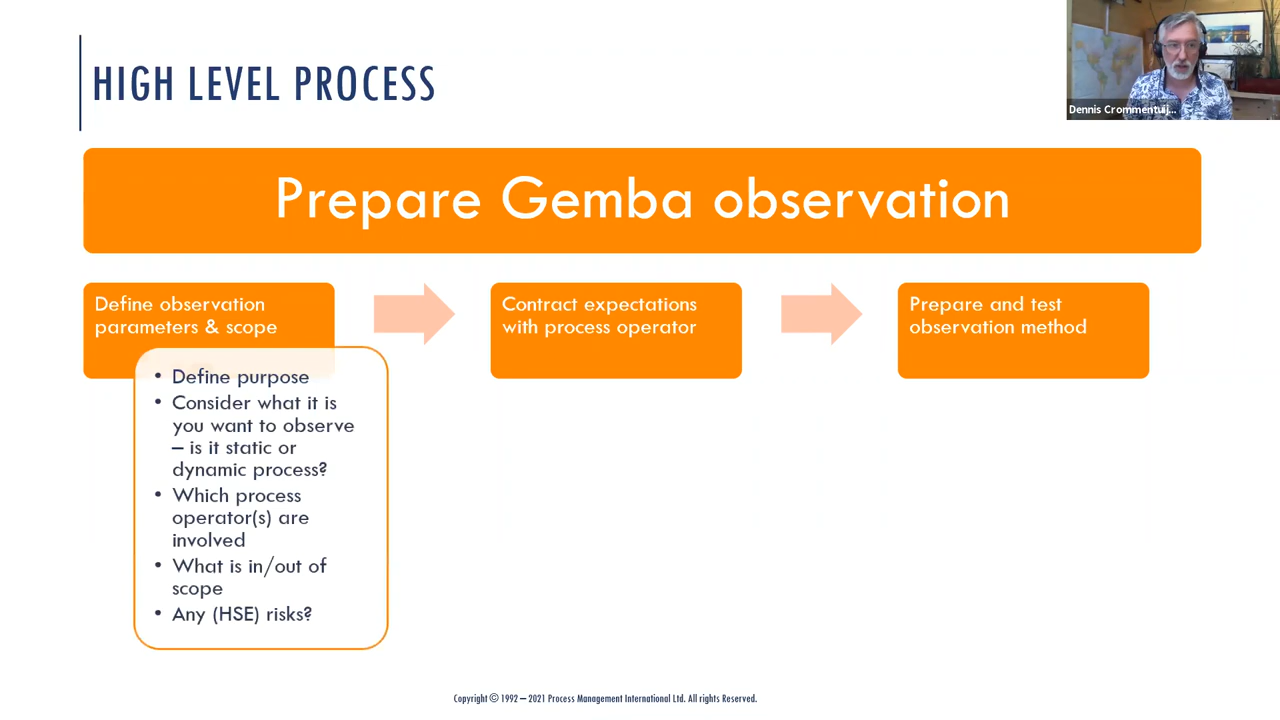 HIGH LEVEL PROCESS
Dennis Crommentuij...
Prepare Gemba observation
Define observation
parameters & scope
Contract expectations
with process operator
Prepare and test
observation method
• Define purpose
• Consider what it is
you want to observe
– is it static or
dynamic process?
• Which process
operator(s) are
involved
• What is in/out of
scope
• Any (HSE) risks?
Copyright © 1992 – 2021 Process Management International Ltd. All rights Reserved.